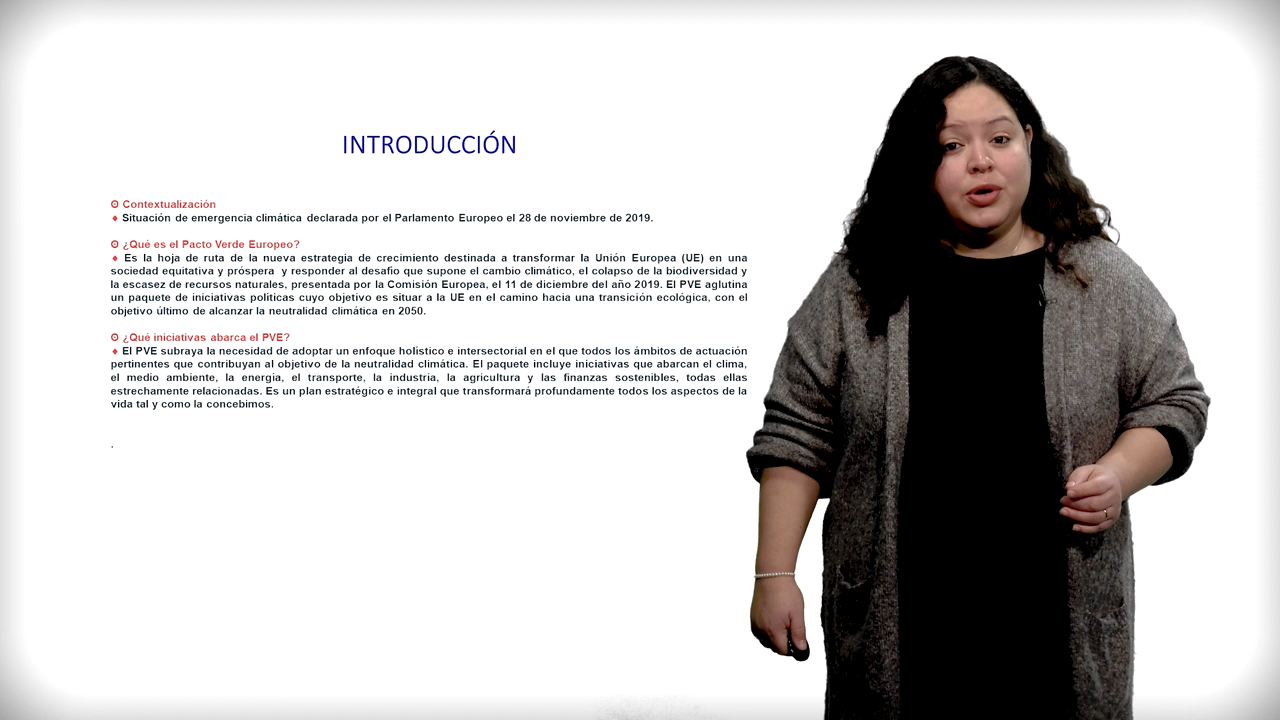 INTRODUCCIÓN
ʘ Contextualización
♦ Situación de emergencia climática declarada por el Parlamento Europeo el 28 de noviembre de 2019.
ʘ ¿Qué es el Pacto Verde Europeo?
♦ Es la hoja de ruta de la nueva estrategia de crecimiento destinada a transformar la Unión Europea (UE) en una
sociedad equitativa y próspera y responder al desafío que supone el cambio climático, el colapso de la biodiversidad y
la escasez de recursos naturales, presentada por la Comisión Europea, el 11 de diciembre del año 2019. El PVE aglutina
un paquete de iniciativas políticas cuyo objetivo es situar a la UE en el camino hacia una transición ecológica, con el
objetivo último de alcanzar la neutralidad climática en 2050.
ʘ ¿Qué iniciativas abarca el PVE?
♦ El PVE subraya la necesidad de adoptar un enfoque holístico e intersectorial en el que todos los ámbitos de actuación
pertinentes que contribuyan al objetivo de la neutralidad climática. El paquete incluye iniciativas que abarcan el clima,
el medio ambiente, la energía, el transporte, la industria, la agricultura y las finanzas sostenibles, todas ellas
estrechamente relacionadas. Es un plan estratégico e integral que transformará profundamente todos los aspectos de la
vida tal y como la concebimos.
.